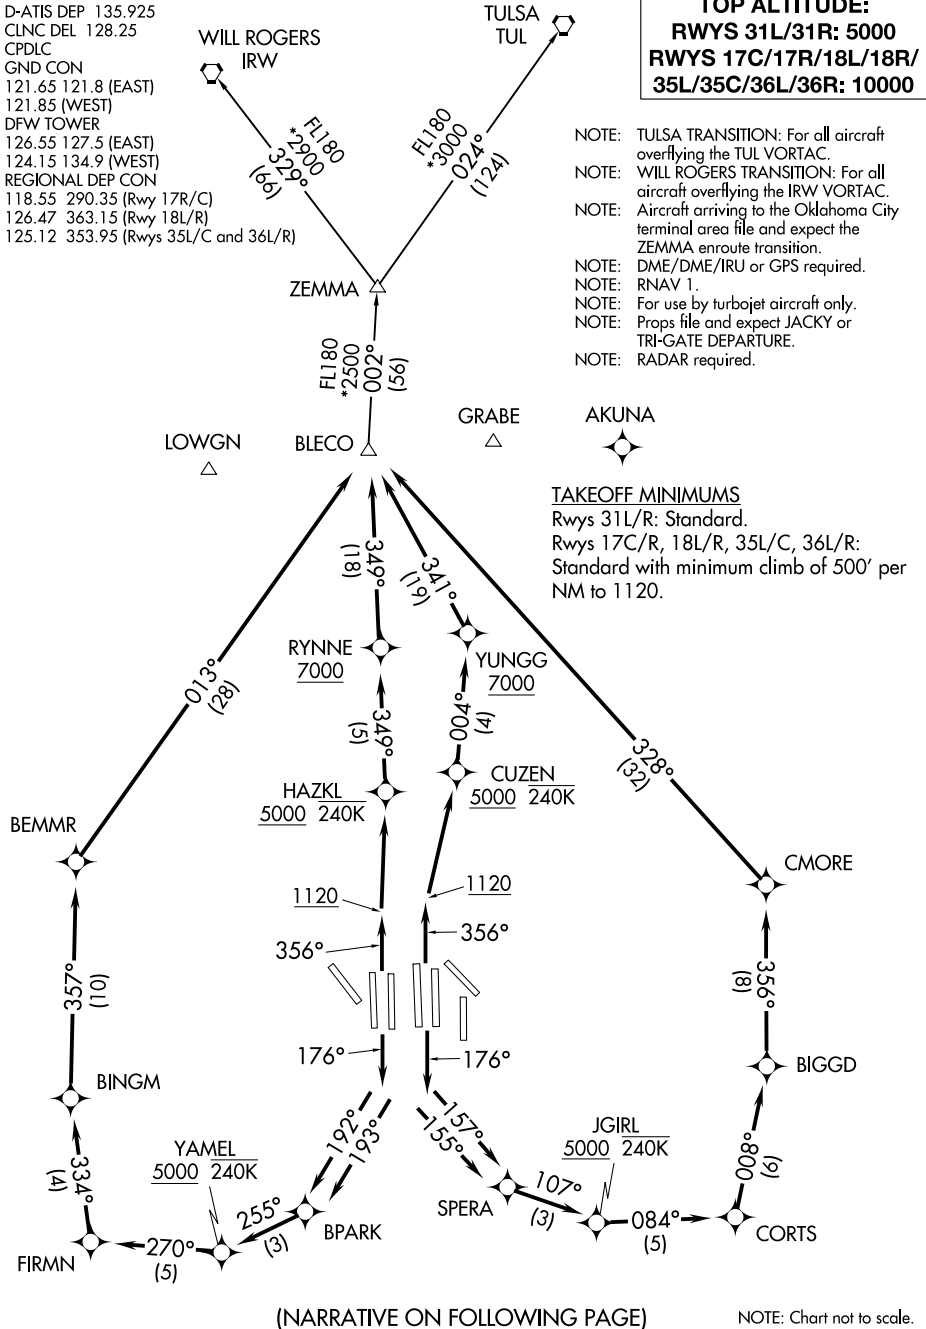 D-ATIS DEP 135.925
CLNC DEL 128.25
CPDLC
GND CON
121.65 121.8 (EAST)
121.85 (WEST)
DFW TOWER
126.55 127.5 (EAST)
124.15 134.9 (WEST)
REGIONAL DEP CON
118.55 290.35 (Rwy 17R/C)
126.47 363.15 (Rwy 18L/R)
125.12 353.95 (Rwys 35L/C and 36L/R)
WILL ROGERS
IRW
TULSA
TUL
TOP ALTITUDE:
RWYS 31L/31R: 5000
RWYS 17C/17R/18L/18R/
35L/35C/36L/36R: 10000
NOTE: TULSA TRANSITION: For all aircraft
overflying the TUL VORTAC.
NOTE: WILL ROGERS TRANSITION: For all
aircraft overflying the IRW VORTAC.
NOTE: Aircraft arriving to the Oklahoma City
terminal area file and expect the
ZEMMA enroute transition.
NOTE: DME/DME/IRU or GPS required.
NOTE: RNAV 1.
NOTE: For use by turbojet aircraft only.
NOTE: Props file and expect JACKY or
TRI-GATE DEPARTURE.
NOTE: RADAR required.
FL180
*2900
329°
(66)
FL180
*3000
024°
(124)
ZEMMA
FL180
*2500
002°
(56)
LOWGN
BLECO
GRABE
AKUNA
TAKEOFF MINIMUMS
Rwys 31L/R: Standard.
Rwys 17C/R, 18L/R, 35L/C, 36L/R:
Standard with minimum climb of 500' per
NM to 1120.
349°
(18)
341°
(19)
RYNNE
7000
YUNGG
7000
013°
(28)
349°
(5)
004°
(4)
328°
(32)
HAZKL
5000 240K
CUZEN
5000 240K
BEMMR
CMORE
1120
1120
356°
356°
357°
(10)
356°
(8)
176°
176°
BINGM
BIGGD
192°
193°
157°
155°
YAMEL
5000 240K
JGIRL
5000 240K
334°
(4)
008°
(9)
255°
(3)
BPARK
SPERA
107°
(3)
084°
(5)
CORTS
FIRMN
270°
(5)
(NARRATIVE ON FOLLOWING PAGE)
NOTE: Chart not to scale.